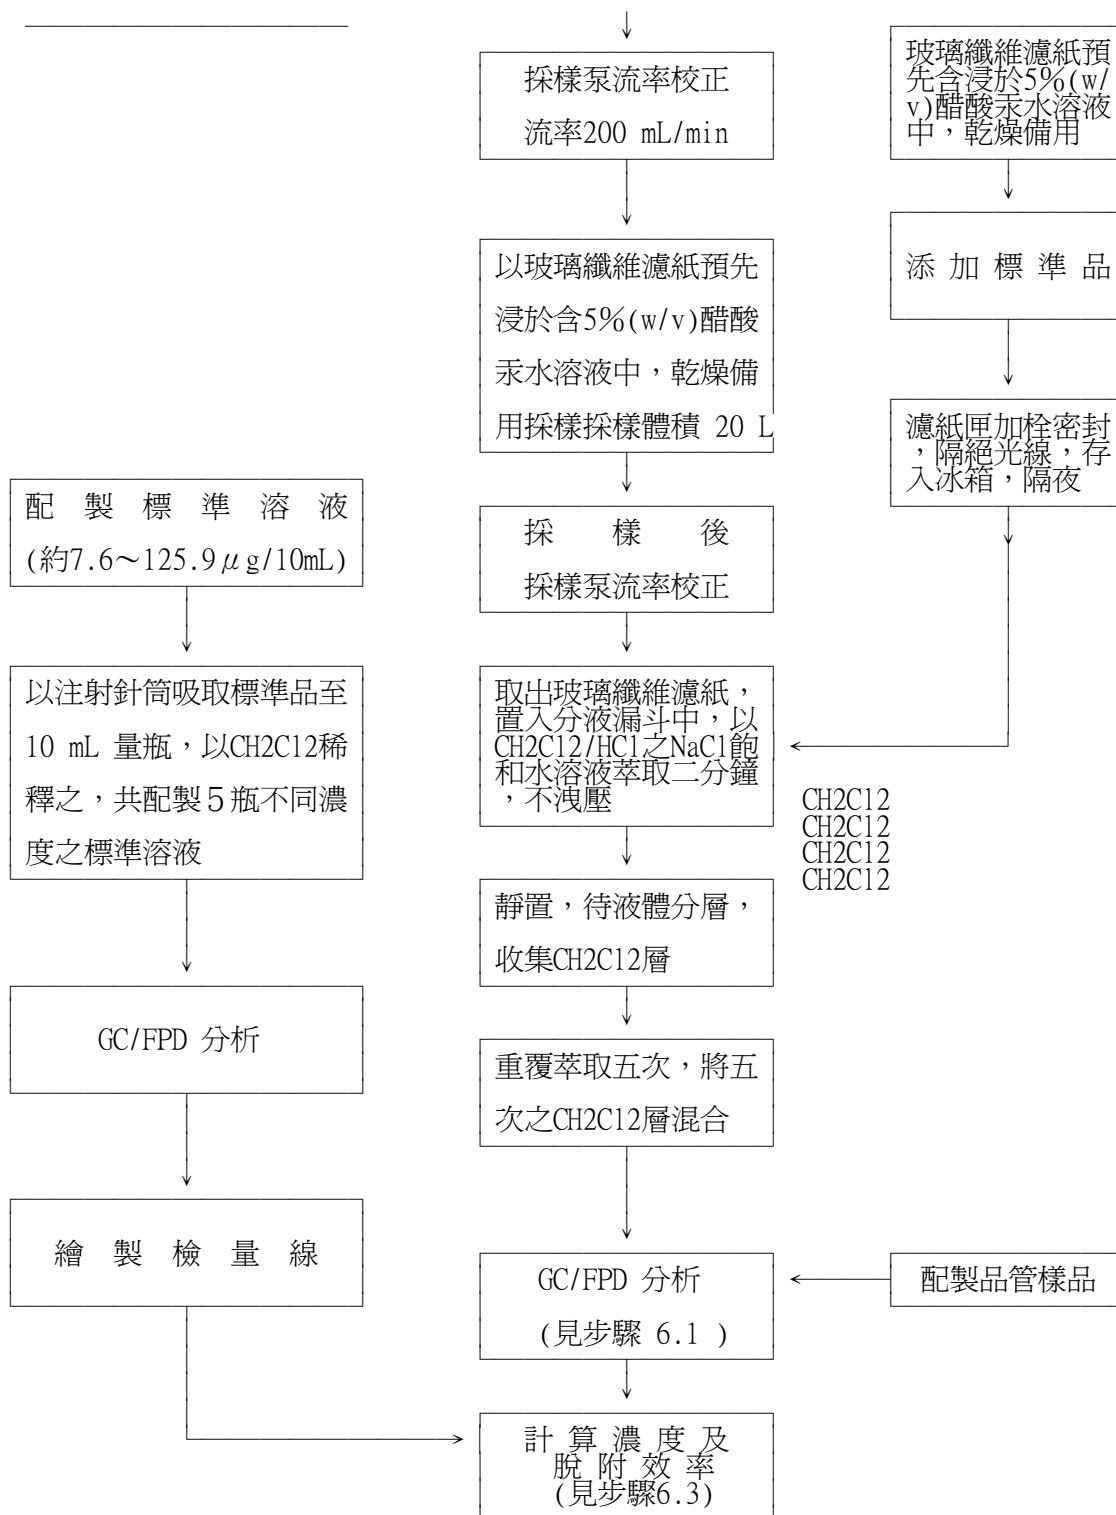 採樣泵流率校正
流率200 mL/min
以玻璃纖維濾紙預先
浸於含5%(w/v)醋酸
汞水溶液中，乾燥備
用採樣採樣體積 20 L
採 樣 後
採樣泵流率校正
取出玻璃纖維濾紙，
置入分液漏斗中，以
CH2Cl2/HCl之NaCl飽
和水溶液萃取二分鐘
，不洩壓
靜置，待液體分層，
收集CH2Cl2層
重覆萃取五次，將五
次之CH2Cl2層混合
GC/FPD 分析
(見步驟 6.1 )
計 算 濃 度 及
脫 附 效 率
(見步驟6.3)
配 製 標 準 溶 液
(約7.6～125.9μg/10mL)
以注射針筒吸取標準品至
10 mL 量瓶，以CH2Cl2稀
釋之，共配製５瓶不同濃
度之標準溶液
GC/FPD 分析
繪 製 檢 量 線
玻璃纖維濾紙預
先含浸於5%(w/
v)醋酸汞水溶液
中，乾燥備用
添 加 標 準 品
濾紙匣加栓密封
，隔絕光線，存
入冰箱，隔夜
CH2Cl2
CH2Cl2
CH2Cl2
CH2Cl2
配製品管樣品